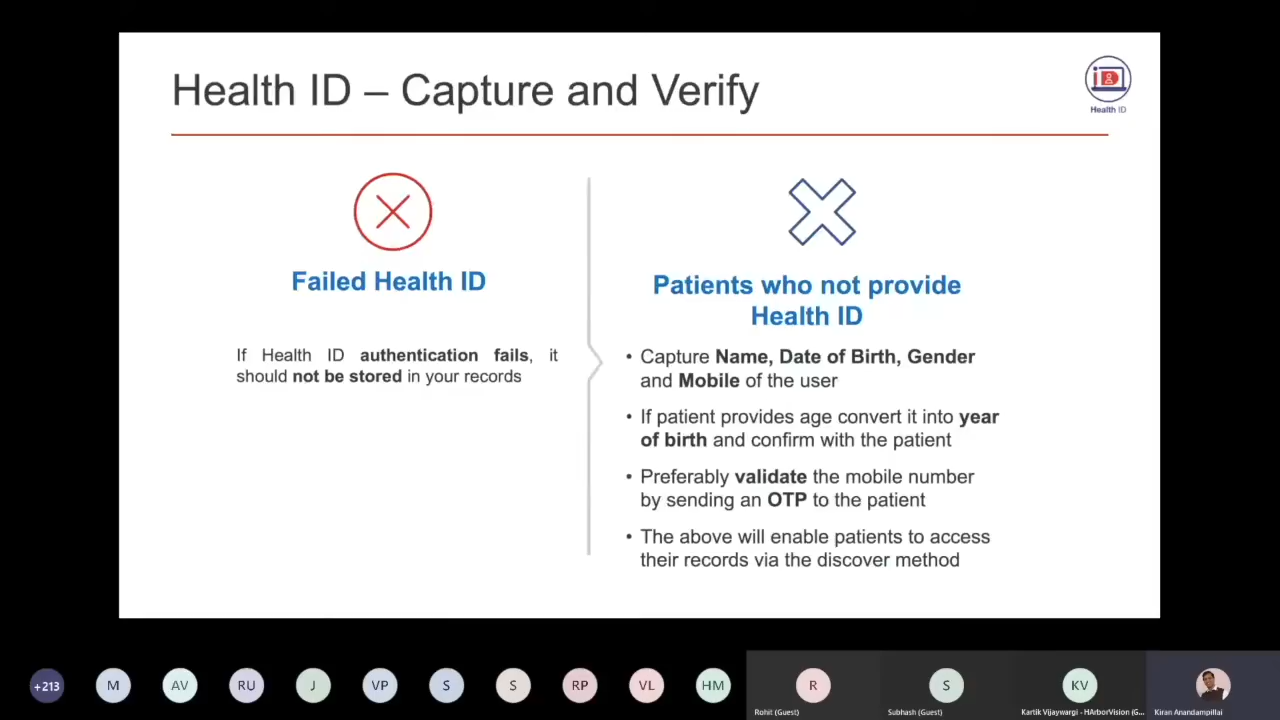 Health ID – Capture and Verify
Health ID
Failed Health ID
If Health ID authentication fails, it
should not be stored in your records
Patients who not provide
Health ID
• Capture Name, Date of Birth, Gender
and Mobile of the user
• If patient provides age convert it into year
of birth and confirm with the patient
• Preferably validate the mobile number
by sending an OTP to the patient
• The above will enable patients to access
their records via the discover method
+213
M
AV
RU
J
VP
S
S
RP
VL
HM
R
S
KV
Rohit (Guest)
Subhash (Guest)
Kartik Vijaywargi - HArborVision (G...
Kiran Anandampillai